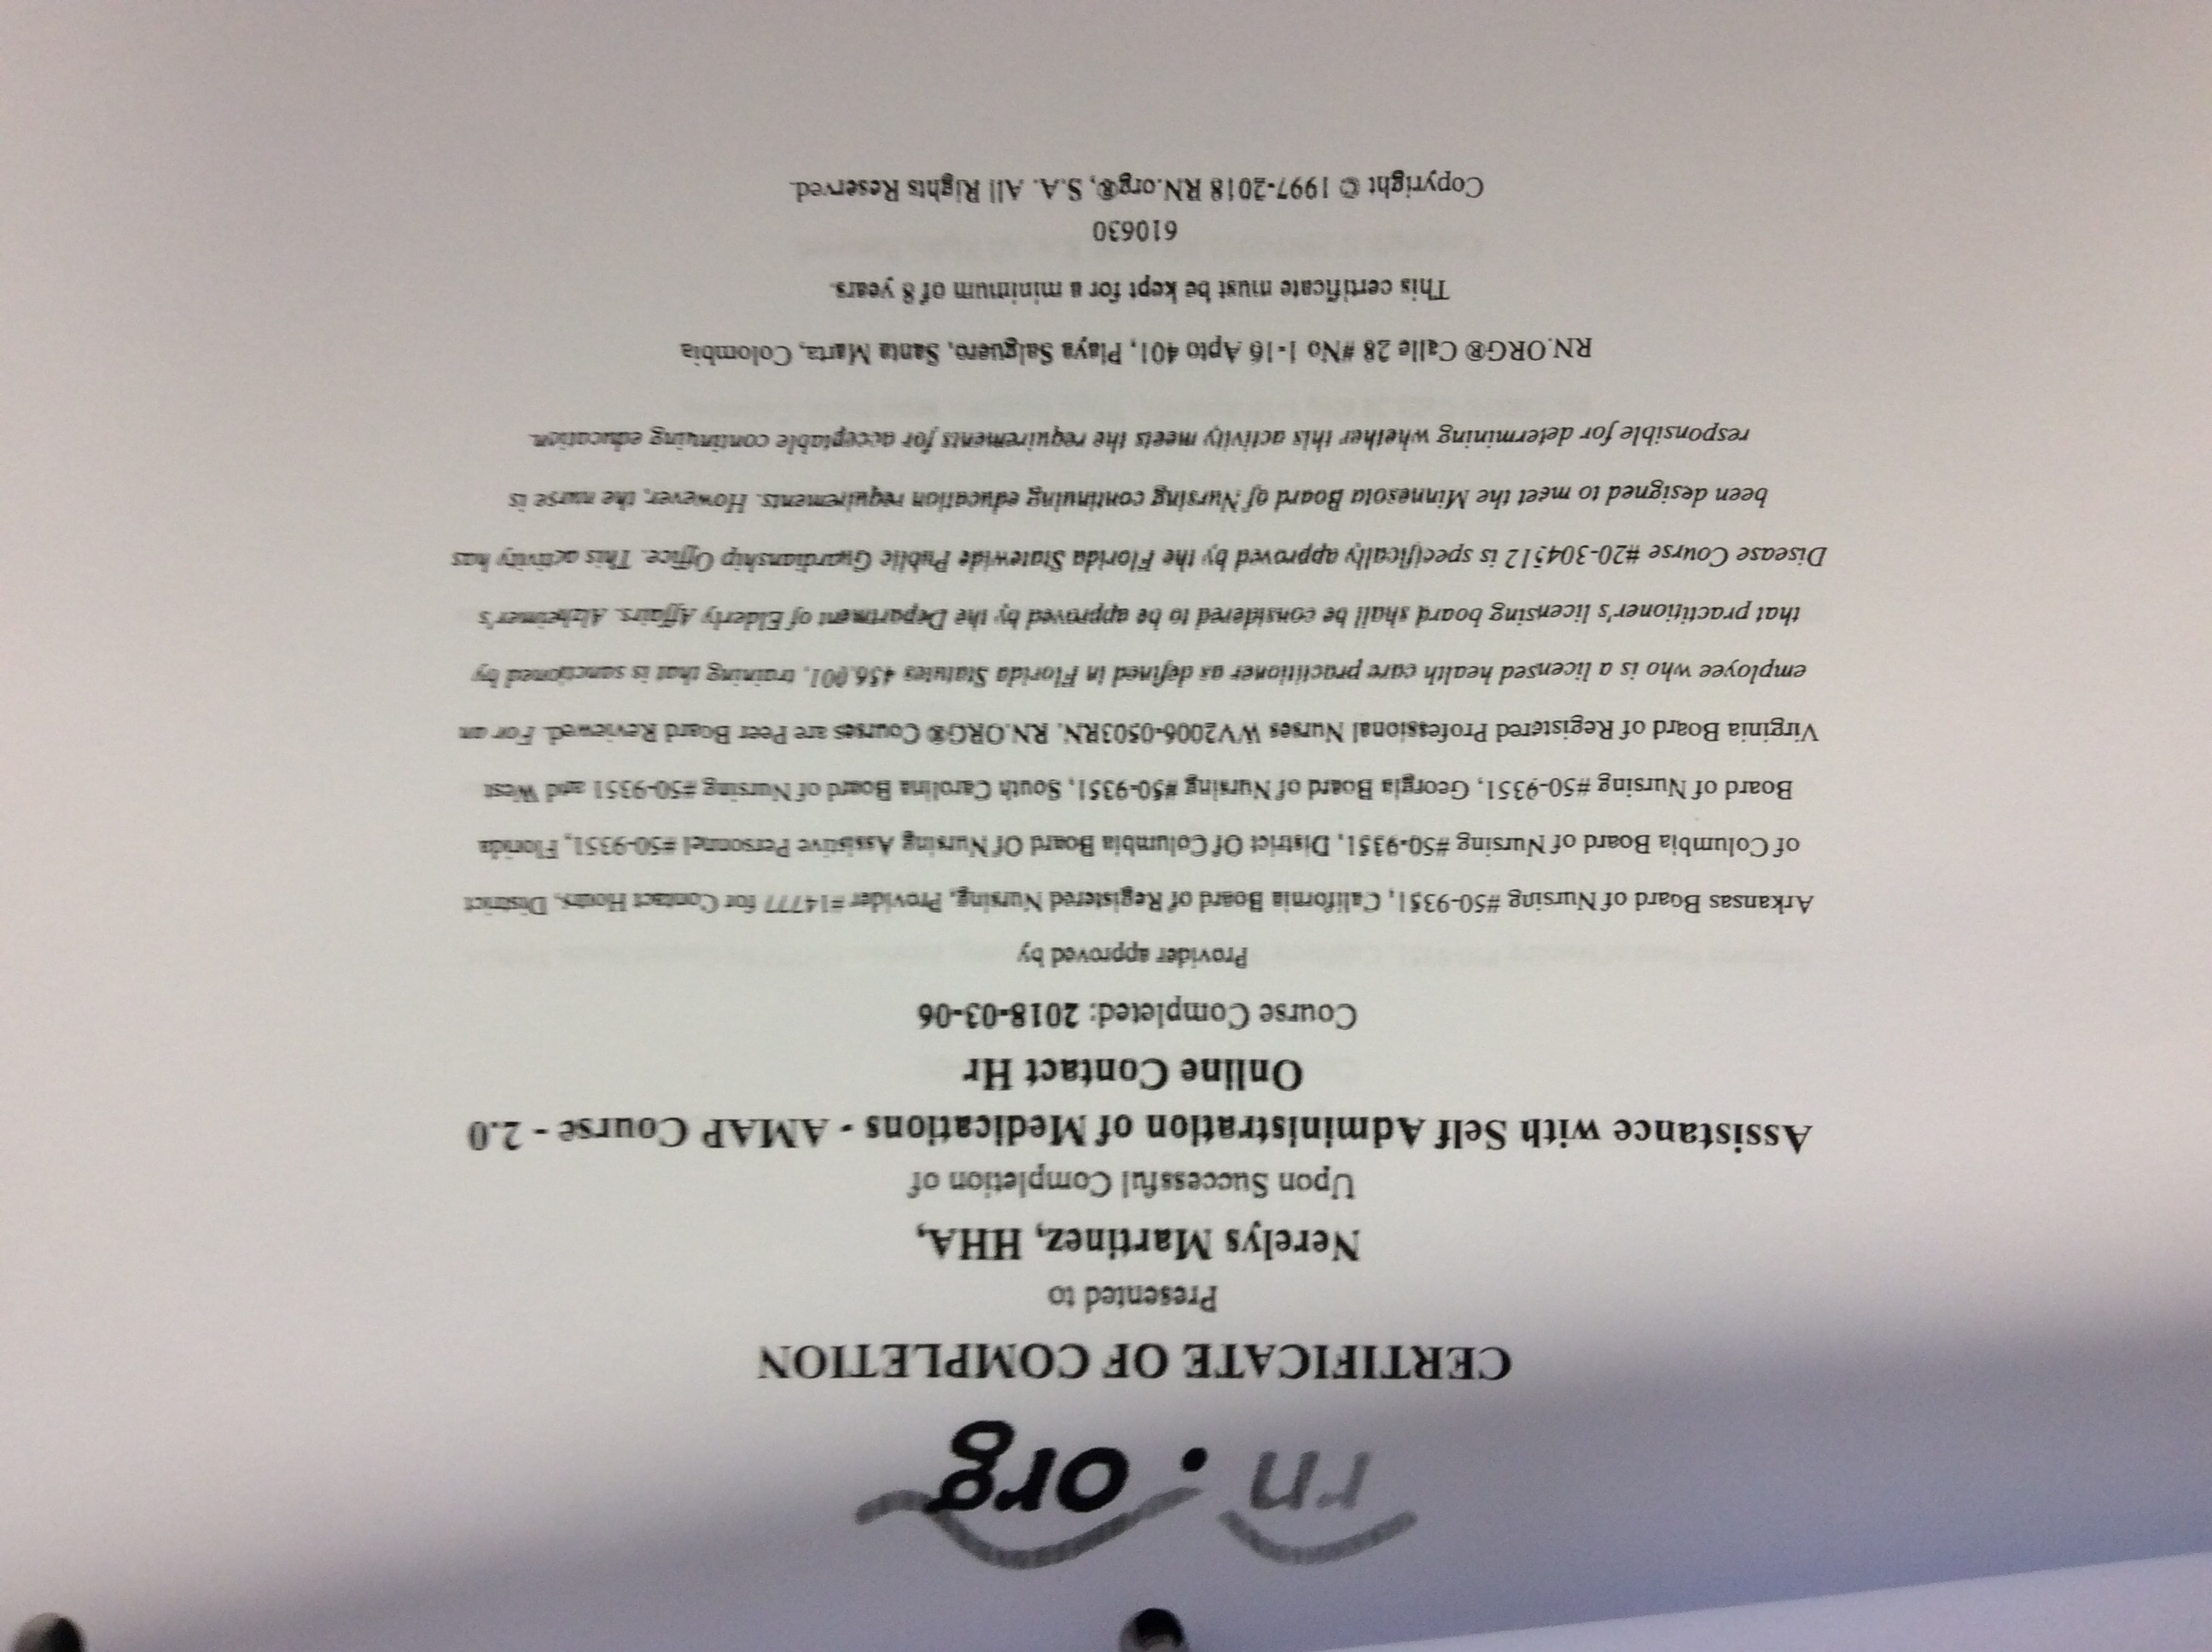 rn.org
CERTIFICATE OF COMPLETION
Presented to
Nerelys Martinez, HHA,
Upon Successful Completion of
Assistance with Self Administration of Medications - AMAP Course - 2.0
Online Contact Hr
Course Completed: 2018-03-06
Provider approved by
Arkansas Board of Nursing #50-9351, California Board of Registered Nursing, Provider #14777 for Contact Hours, District
of Columbia Board of Nursing #50-9351, District Of Columbia Board Of Nursing Assistive Personnel #50-9351, Florida
Board of Nursing #50-9351, Georgia Board of Nursing #50-9351, South Carolina Board of Nursing #50-9351 and West
Virginia Board of Registered Professional Nurses WV2006-0503RN. RN.ORG® Courses are Peer Board Reviewed. For an
employee who is a licensed health care practitioner as defined in Florida Statutes 456.001, training that is sanctioned by
that practitioner's licensing board shall be considered to be approved by the Department of Elderly Affairs. Alzheimer's
Disease Course #20-304512 is specifically approved by the Florida Statewide Public Guardianship Office. This activity has
been designed to meet the Minnesota Board of Nursing continuing education requirements. However, the nurse is
responsible for determining whether this activity meets the requirements for acceptable continuing education.
RN.ORG® Calle 28 #No 1-16 Apto 401, Playa Salguero, Santa Marta, Colombia
This certificate must be kept for a minimum of 8 years.
610630
Copyright © 1997-2018 RN.org®, S.A. All Rights Reserved.